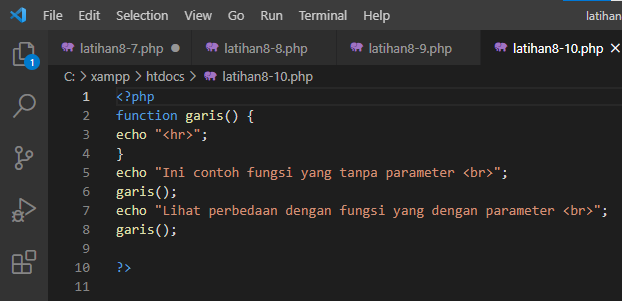 File Edit Selection View Go Run Terminal Help latihan
latihan8-7.php latihan8-8.php latihan8-9.php latihan8-10.php
C: > xampp > htdocs > latihan8-10.php
1 <?php
2 function garis() {
3 echo "<hr>";
4 }
5 echo "Ini contoh fungsi yang tanpa parameter <br>";
6 garis();
7 echo "Lihat perbedaan dengan fungsi yang dengan parameter <br>";
8 garis();
9
10 ?>
11
1